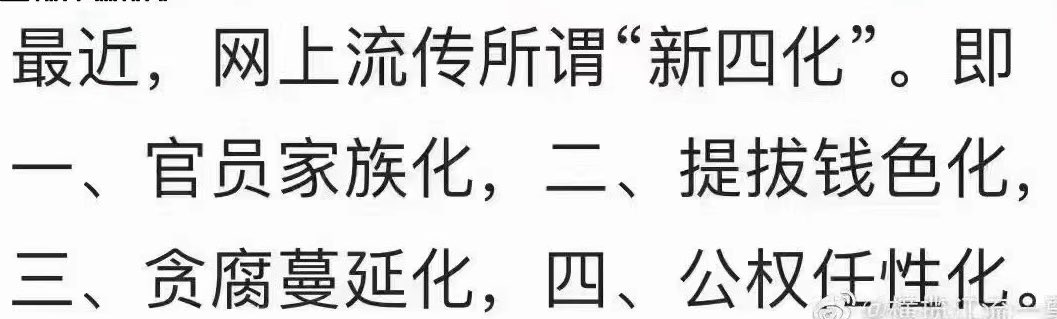 最近，网上流传所谓“新四化”。即
一、官员家族化，二、提拔钱色化，
三、贪腐蔓延化，四、公权任性化。